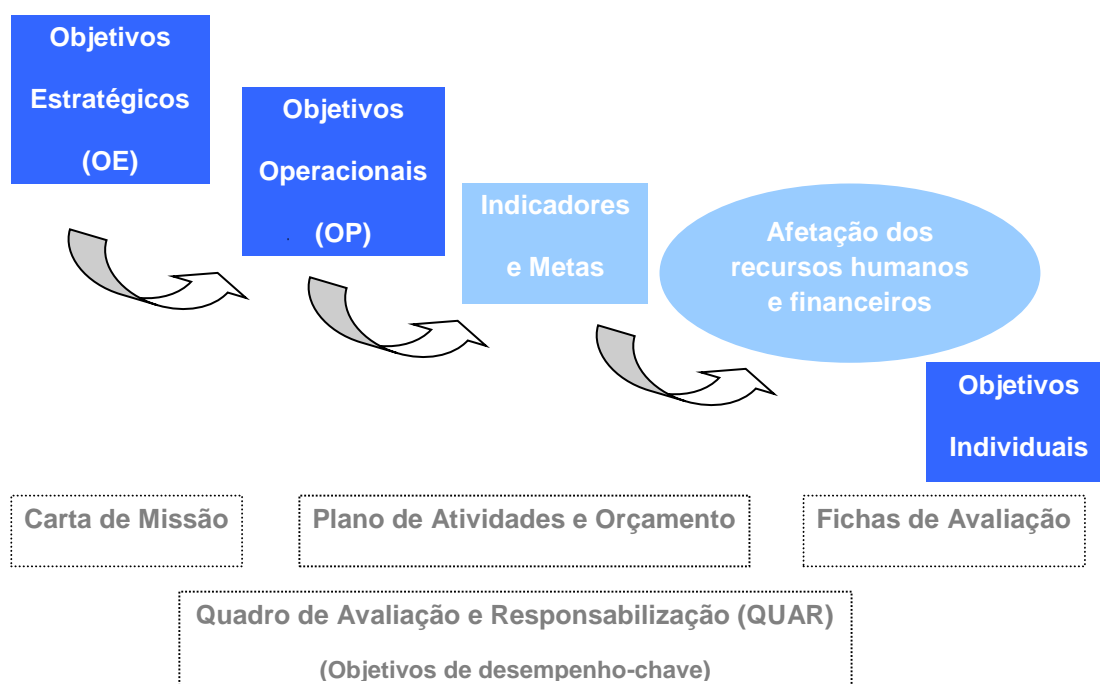 Objetivos
Estratégicos
(OE)
Objetivos
Operacionais
(OP)
Indicadores
e Metas
Afetação dos
recursos humanos
e financeiros
Objetivos
Individuais
Carta de Missão
Plano de Atividades e Orçamento
Fichas de Avaliação
Quadro de Avaliação e Responsabilização (QUAR)
(Objetivos de desempenho-chave)